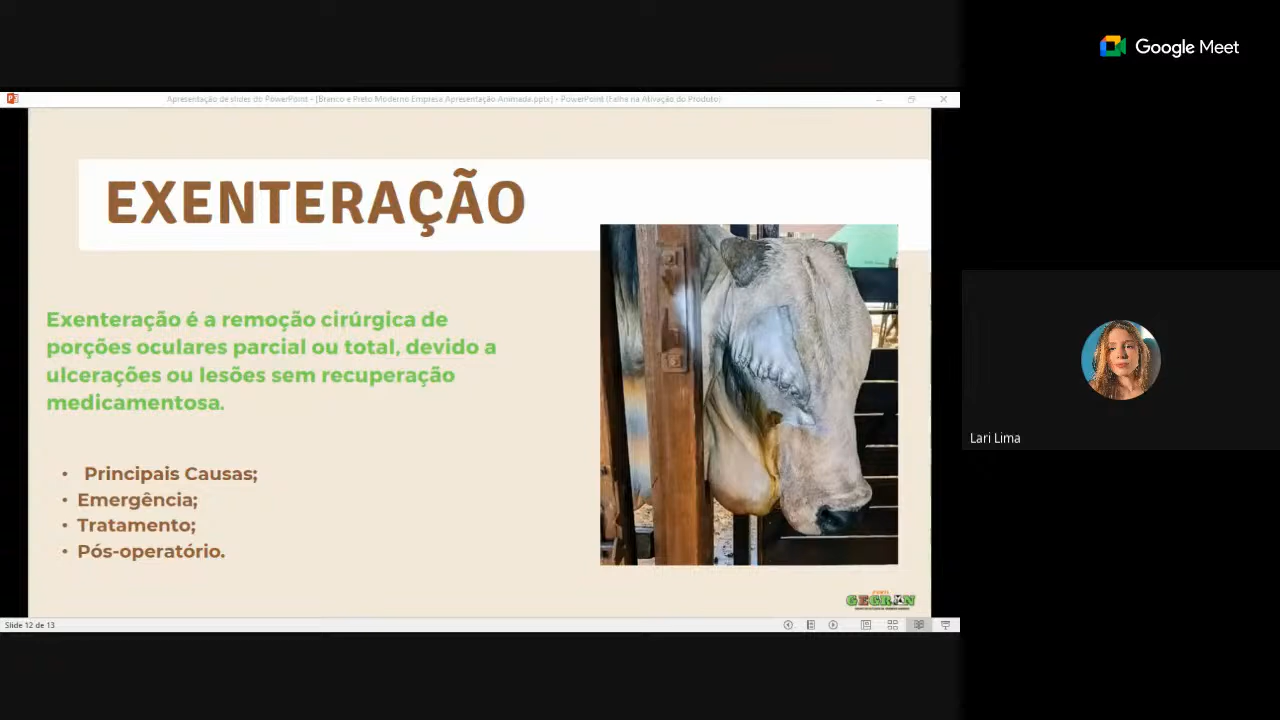 Google Meet
Apresentação de slides do PowerPoint - [Branco e Preto Moderno Empresa Apresentação Animada.pptx] - PowerPoint (Falha na Ativação do Produto)
EXENTERAÇÃO
Exenteração é a remoção cirúrgica de
porções oculares parcial ou total, devido a
ulcerações ou lesões sem recuperação
medicamentosa.
• Principais Causas;
• Emergência;
• Tratamento;
• Pós-operatório.
Lari Lima
GEGRAN
Slide 12 de 13